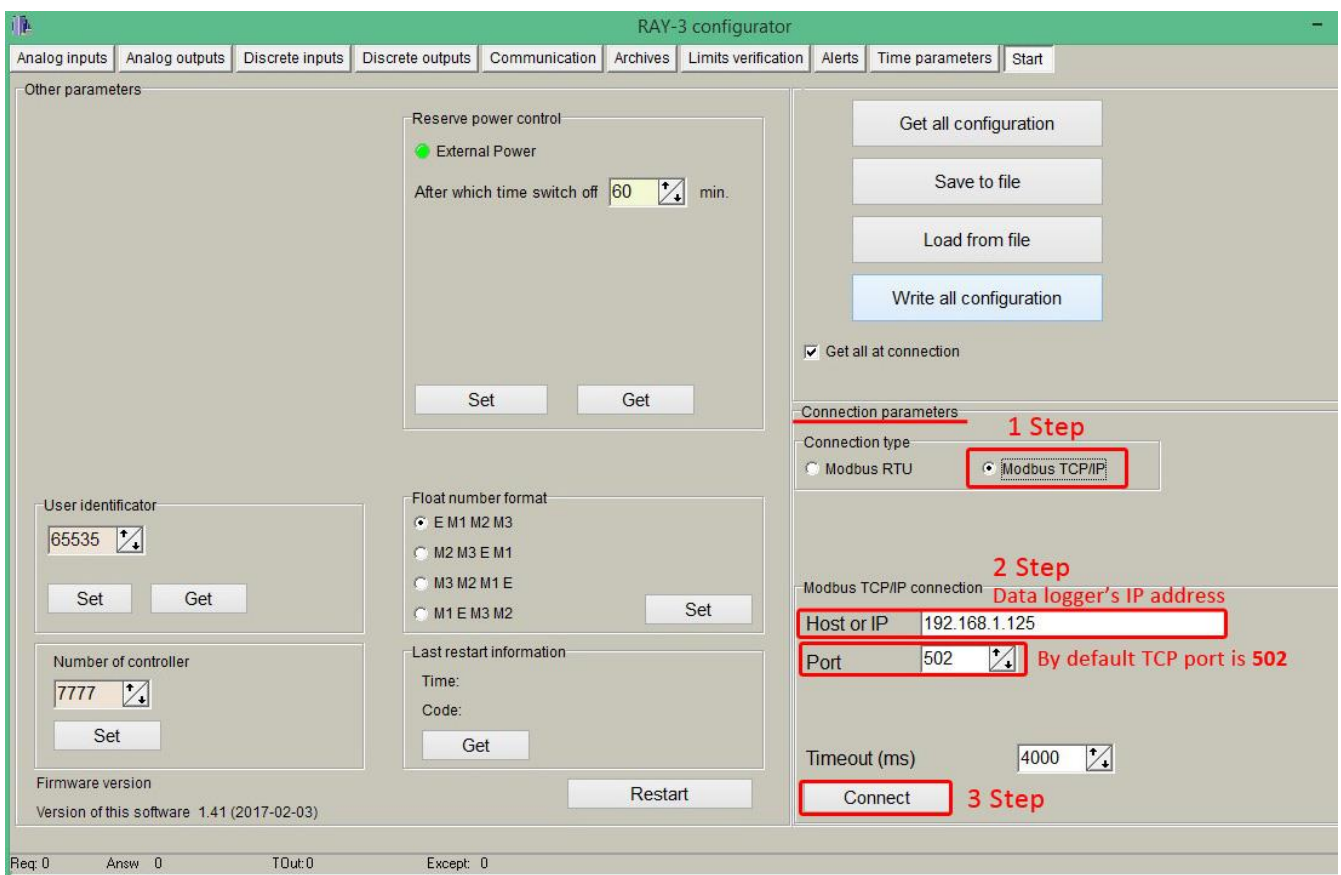 RAY-3 configurator
Analog inputs Analog outputs Discrete inputs Discrete outputs Communication Archives Limits verification Alerts Time parameters Start
Other parameters
Reserve power control
External Power
After which time switch off 60 min.
Set Get
User identificator
65535
Set Get
Float number format
E M1 M2 M3
M2 M3 E M1
M3 M2 M1 E
M1 E M3 M2
Set
Number of controller
7777
Set
Last restart information
Time:
Code:
Get
Firmware version
Version of this software 1.41 (2017-02-03)
Restart
Get all configuration
Save to file
Load from file
Write all configuration
Get all at connection
Connection parameters
1 Step
Connection type
Modbus RTU Modbus TCP/IP
2 Step
Modbus TCP/IP connection Data logger's IP address
Host or IP 192.168.1.125
Port 502 By default TCP port is 502
Timeout (ms) 4000
Connect 3 Step
Req: 0 Answ 0 TOut:0 Except: 0